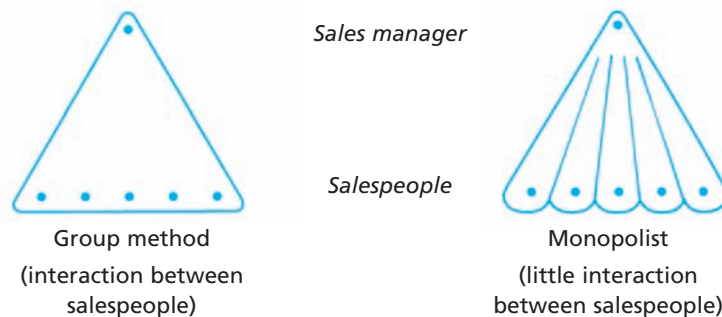 Sales manager
Salespeople
Group method
(interaction between
salespeople)
Monopolist
(little interaction
between salespeople)